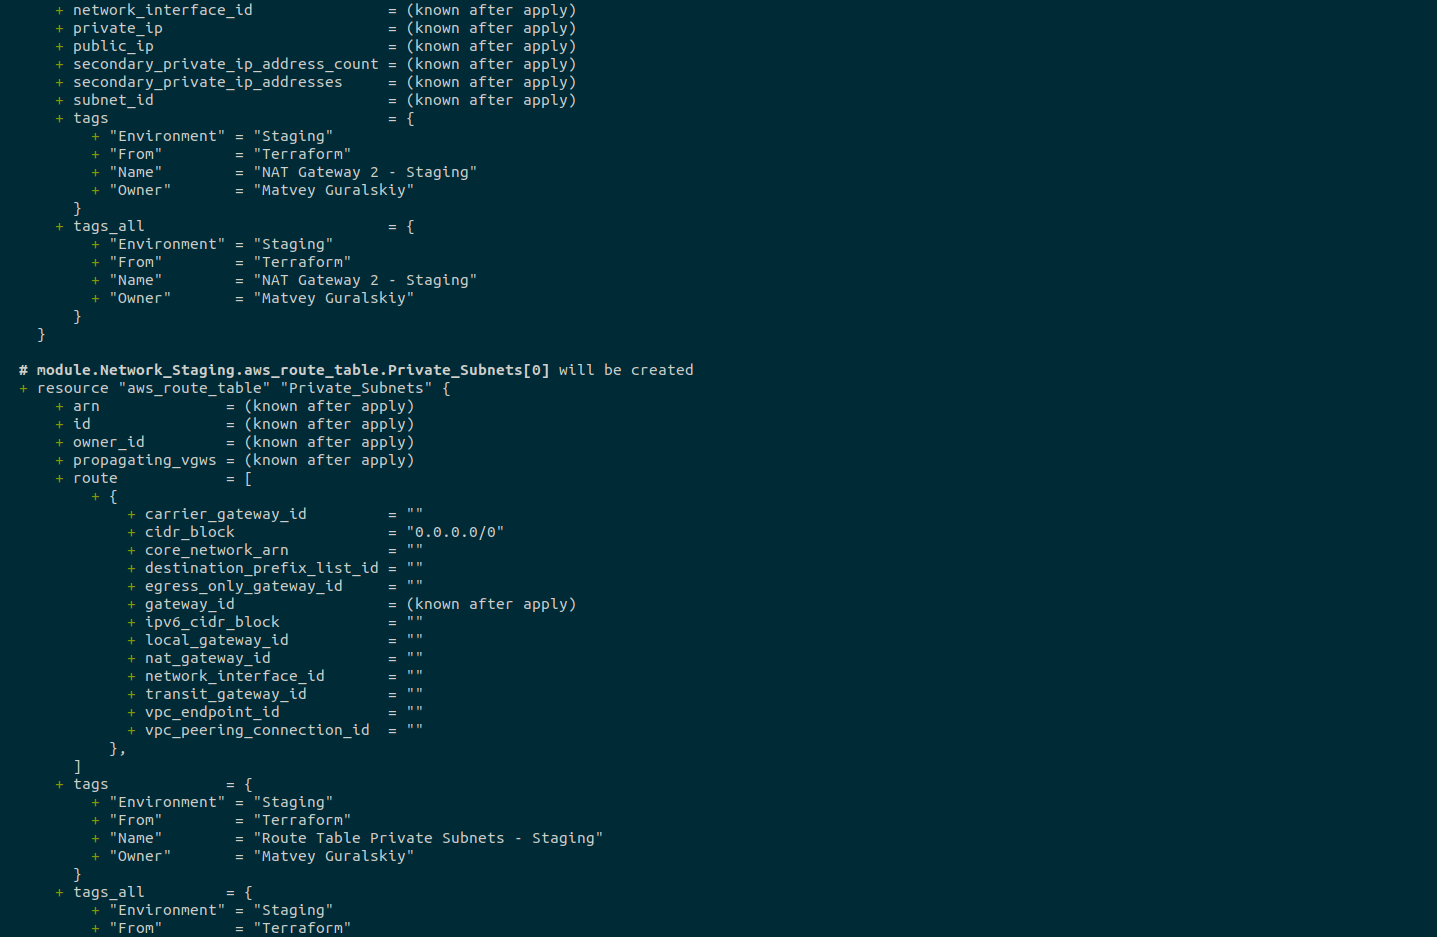 + network_interface_id               = (known after apply)
+ private_ip                         = (known after apply)
+ public_ip                          = (known after apply)
+ secondary_private_ip_address_count = (known after apply)
+ secondary_private_ip_addresses     = (known after apply)
+ subnet_id                          = (known after apply)
+ tags                               = {
+ "Environment" = "Staging"
+ "From"        = "Terraform"
+ "Name"        = "NAT Gateway 2 - Staging"
+ "Owner"       = "Matvey Guralskiy"
}
+ tags_all                           = {
+ "Environment" = "Staging"
+ "From"        = "Terraform"
+ "Name"        = "NAT Gateway 2 - Staging"
+ "Owner"       = "Matvey Guralskiy"
}
}
# module.Network_Staging.aws_route_table.Private_Subnets[0] will be created
+ resource "aws_route_table" "Private_Subnets" {
+ arn              = (known after apply)
+ id               = (known after apply)
+ owner_id         = (known after apply)
+ propagating_vgws = (known after apply)
+ route            = [
+ {
+ carrier_gateway_id         = ""
+ cidr_block                 = "0.0.0.0/0"
+ core_network_arn           = ""
+ destination_prefix_list_id = ""
+ egress_only_gateway_id     = ""
+ gateway_id                 = (known after apply)
+ ipv6_cidr_block            = ""
+ local_gateway_id           = ""
+ nat_gateway_id             = ""
+ network_interface_id       = ""
+ transit_gateway_id         = ""
+ vpc_endpoint_id            = ""
+ vpc_peering_connection_id  = ""
},
]
+ tags             = {
+ "Environment" = "Staging"
+ "From"        = "Terraform"
+ "Name"        = "Route Table Private Subnets - Staging"
+ "Owner"       = "Matvey Guralskiy"
}
+ tags_all         = {
+ "Environment" = "Staging"
+ "From"        = "Terraform"